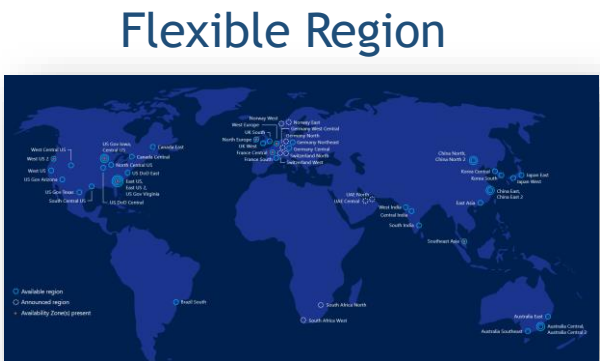 Flexible Region
Norway West
Norway East
West Europe
Germany West Central
UK South
Germany North
North Europe
Germany Northeast
UK West
Germany Central
France Central
Switzerland North
France South
Switzerland West
West Central US
US Gov Iowa,
Central US
Canada East
West US 2
Canada Central
West US
North Central US
US DoD East
US Gov Arizona
East US,
East US 2,
US Gov Virginia
US Gov Texas
South Central US
US DoD Central
China North,
China North 2
Korea Central
Korea South
Japan East
Japan West
China East,
China East 2
East Asia
UAE North
UAE Central
West India
Central India
South India
Southeast Asia
Available region
Announced region
Availability Zone(s) present
Brazil South
South Africa North
South Africa West
Australia East
Australia Central,
Australia Central 2
Australia Southeast